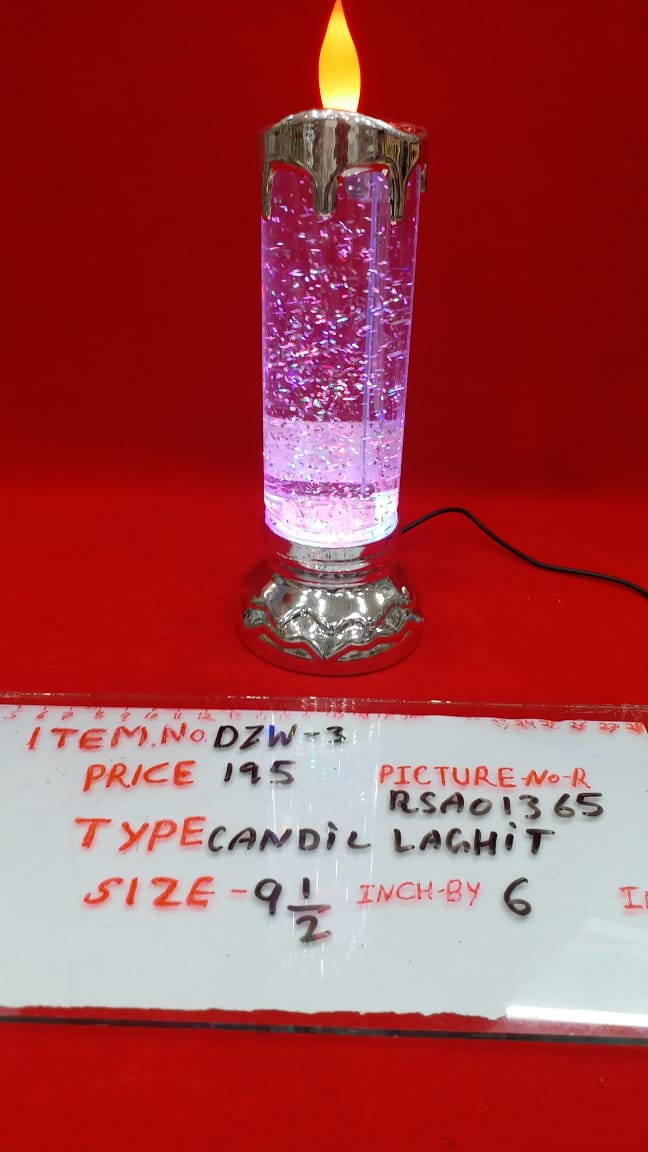 ITEM.No. DZW-3
PRICE 195 PICTURE-No-R
RSA01365
TYPE CANDiL LAGHiT
SIZE - 9 1/2 INCH-BY 6